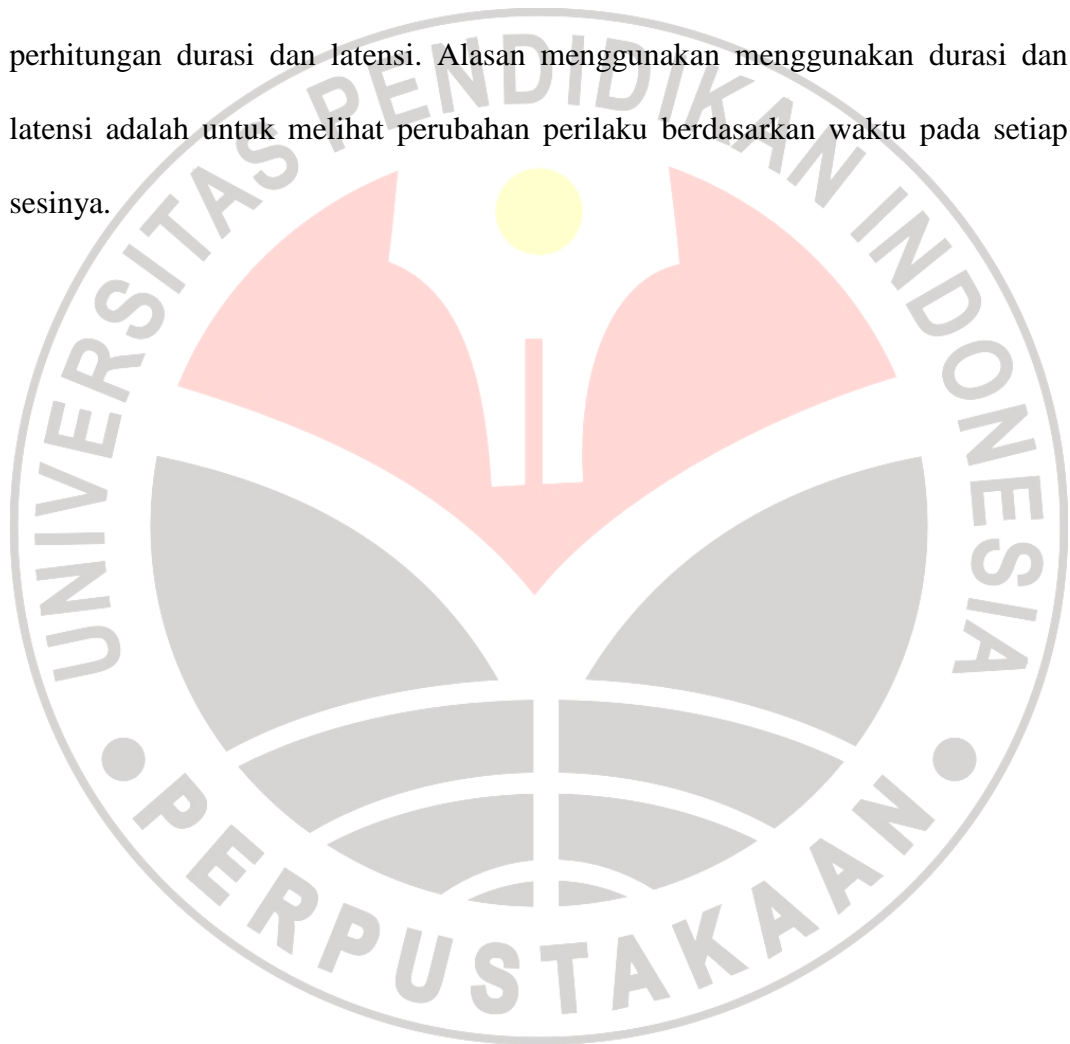 perhitungan durasi dan latensi. Alasan menggunakan menggunakan durasi dan
latensi adalah untuk melihat perubahan perilaku berdasarkan waktu pada setiap
sesinya.
UNIVERSITAS PENDIDIKAN INDONESIA
PERPUSTAKAAN